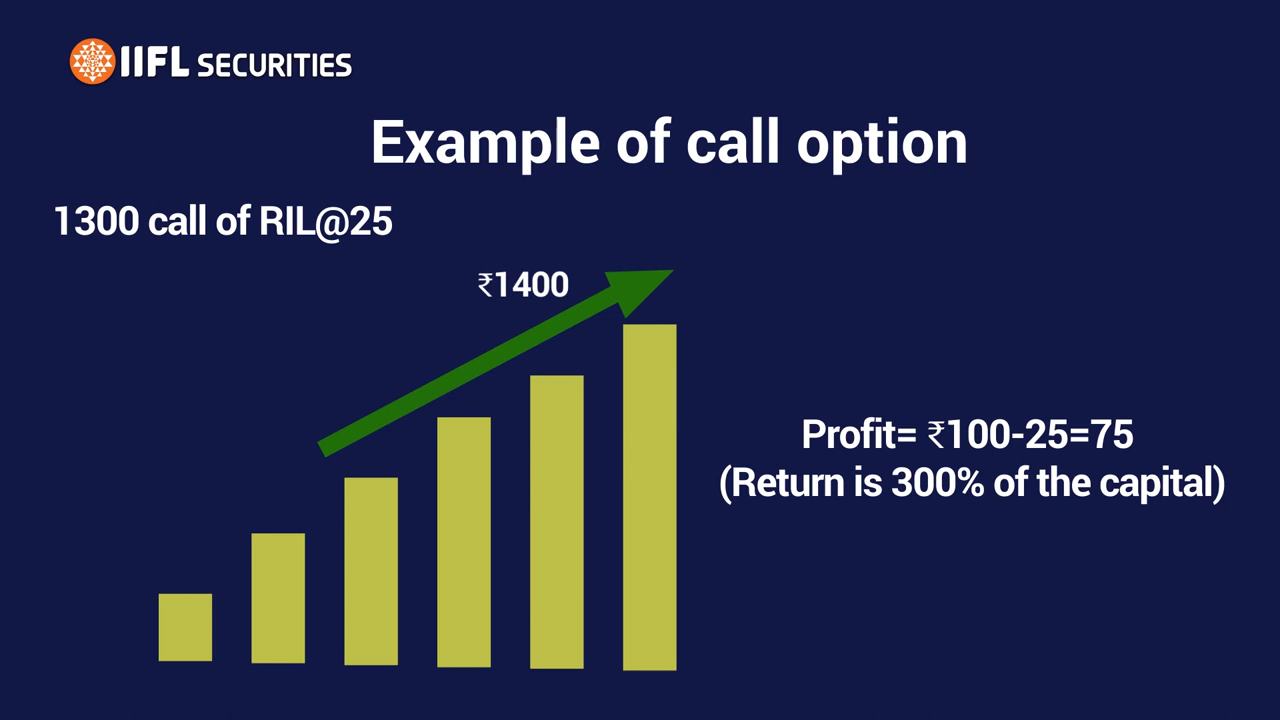 IIFL SECURITIES
Example of call option
1300 call of RIL@25
₹1400
Profit= ₹100-25=75
(Return is 300% of the capital)